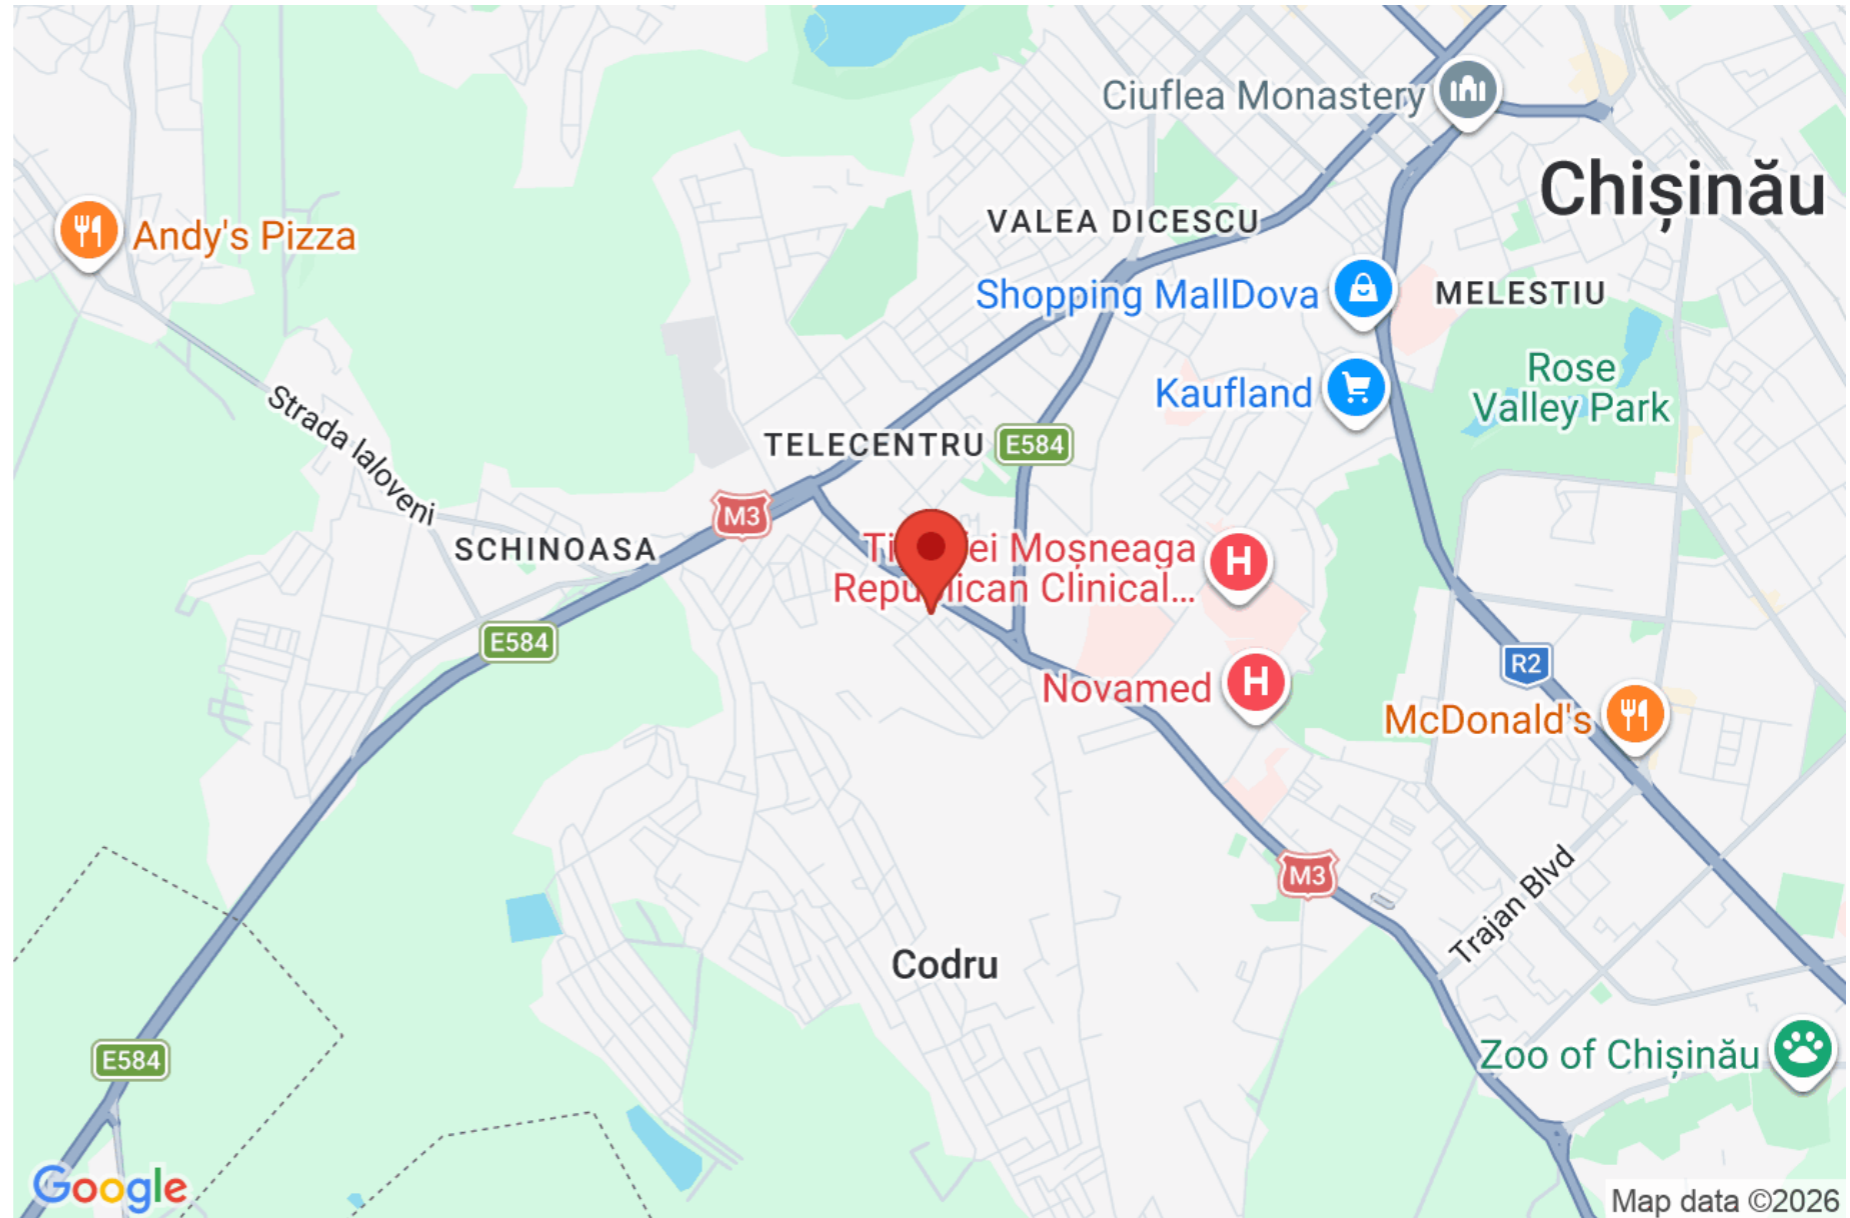 Ciuflea Monastery
Chișinău
Andy's Pizza
VALEA DICESCU
Shopping MallDova
MELESTIU
Rose
Valley Park
Kaufland
Strada Ialoveni
TELECENTRU
E584
M3
SCHINOASA
ei Moșneaga
Republican Clinical...
H
E584
R2
Novamed
H
McDonald's
M3
Trajan Blvd
Codru
E584
Zoo of Chișinău
Google
Map data ©2026